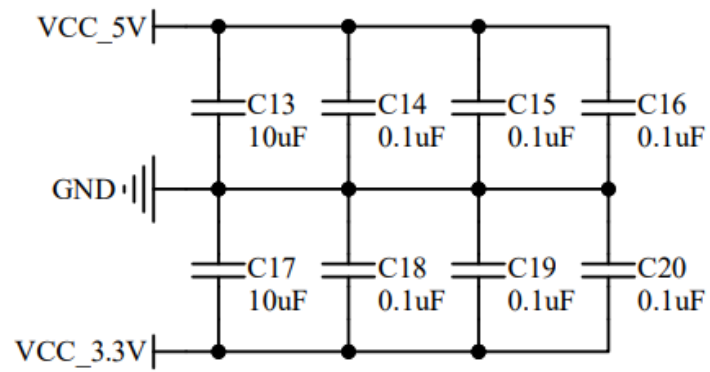 VCC_5V
C13 C14 C15 C16
10uF 0.1uF 0.1uF 0.1uF
GND
C17 C18 C19 C20
10uF 0.1uF 0.1uF 0.1uF
VCC_3.3V